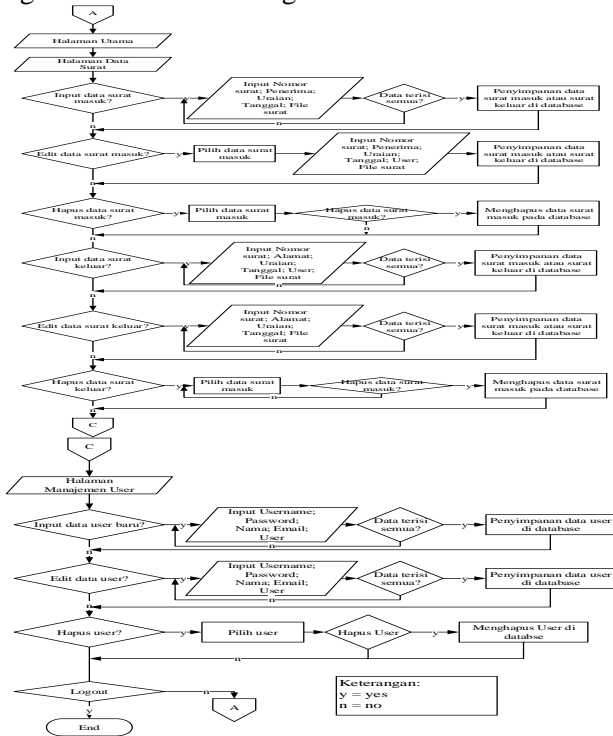 A
Halaman Utama
Halaman Data
Surat
Input data surat
masuk?
y
Input Nomor
surat; Penerima;
Uraian;
Tanggal; File
surat
Data terisi
semua?
y
Penyimpanan data
surat masuk atau surat
keluar di database
n
n
Edit data surat masuk?
y
Pilih data surat
masuk
Input Nomor
surat; Penerima;
Uraian;
Tanggal; User;
File surat
Penyimpanan data
surat masuk atau surat
keluar di database
n
Hapus data surat
masuk?
y
Pilih data surat
masuk
Hapus data surat
masuk?
y
Menghapus data surat
masuk pada database
n
n
Input data surat
keluar?
y
Input Nomor
surat; Alamat;
Uraian;
Tanggal; User;
File surat
Data terisi
semua?
y
Penyimpanan data
surat masuk atau surat
keluar di database
n
n
Edit data surat keluar?
y
Input Nomor
surat; Alamat;
Uraian;
Tanggal; File
surat
Data terisi
semua?
y
Penyimpanan data
surat masuk atau surat
keluar di database
n
n
Hapus data surat
keluar?
y
Pilih data surat
masuk
Hapus data surat
masuk?
y
Menghapus data surat
masuk pada database
n
n
C
C
Halaman
Manajemen User
Input data user baru?
y
Input Username;
Password;
Nama; Email;
User
Data terisi
semua?
y
Penyimpanan data user
di database
n
n
Edit data user?
y
Input Username;
Password;
Nama; Email;
User
Data terisi
semua?
y
Penyimpanan data user
di database
n
n
Hapus user?
y
Pilih user
Hapus User
y
Menghapus User di
databse
n
Logout
n
A
y
End
Keterangan:
y = yes
n = no